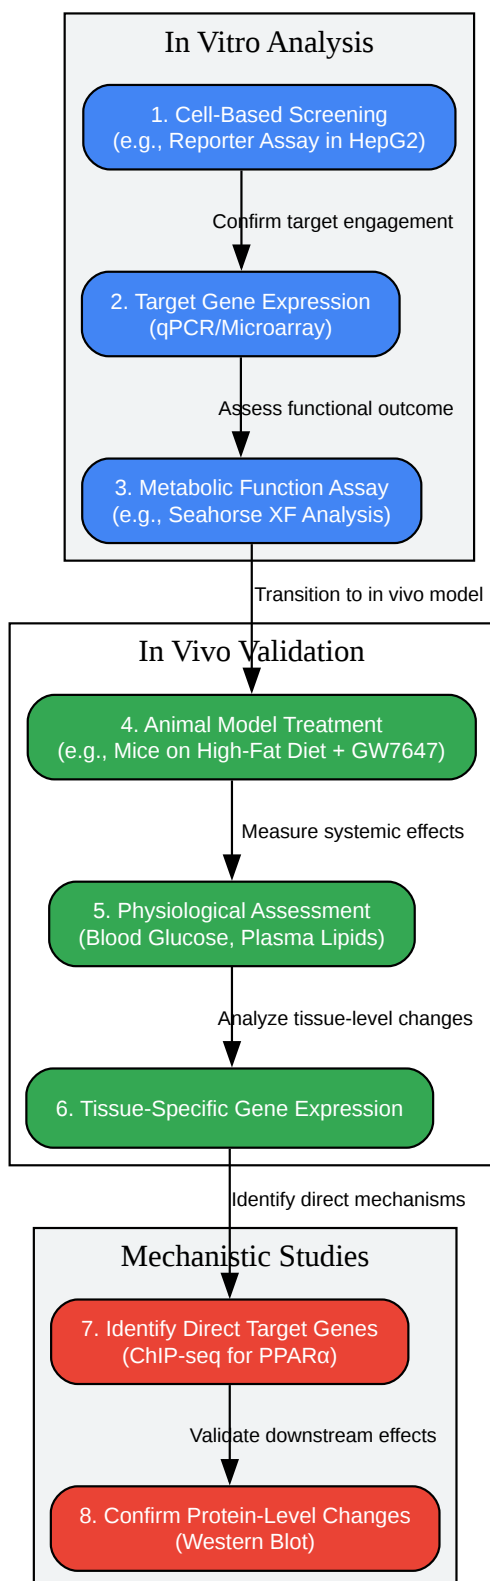 In Vitro Analysis
1. Cell-Based Screening
(e.g., Reporter Assay in HepG2)
Confirm target engagement
2. Target Gene Expression
(qPCR/Microarray)
Assess functional outcome
3. Metabolic Function Assay
(e.g., Seahorse XF Analysis)
Transition to in vivo model
In Vivo Validation
4. Animal Model Treatment
(e.g., Mice on High-Fat Diet + GW7647)
Measure systemic effects
5. Physiological Assessment
(Blood Glucose, Plasma Lipids)
Analyze tissue-level changes
6. Tissue-Specific Gene Expression
Identify direct mechanisms
Mechanistic Studies
7. Identify Direct Target Genes
(ChIP-seq for PPARα)
Validate downstream effects
8. Confirm Protein-Level Changes
(Western Blot)